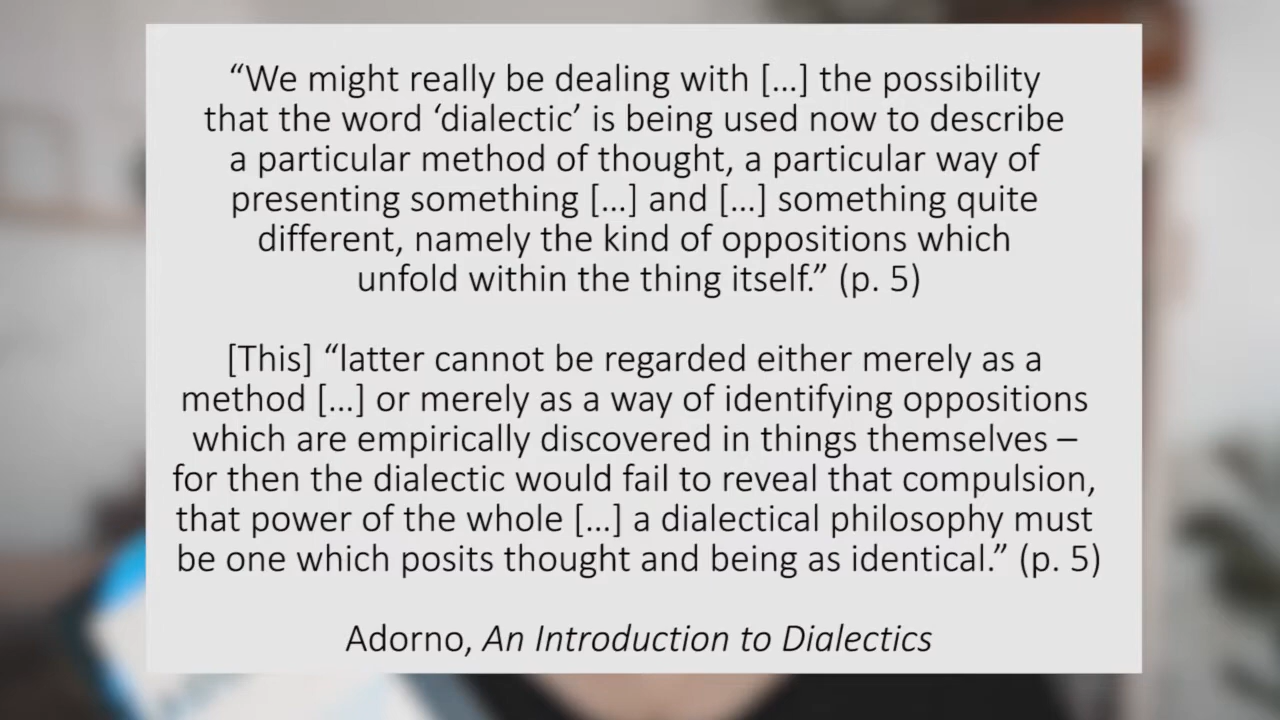 “We might really be dealing with [...] the possibility
that the word ‘dialectic’ is being used now to describe
a particular method of thought, a particular way of
presenting something [...] and [...] something quite
different, namely the kind of oppositions which
unfold within the thing itself.” (p. 5)
[This] “latter cannot be regarded either merely as a
method [...] or merely as a way of identifying oppositions
which are empirically discovered in things themselves –
for then the dialectic would fail to reveal that compulsion,
that power of the whole [...] a dialectical philosophy must
be one which posits thought and being as identical.” (p. 5)
Adorno, An Introduction to Dialectics